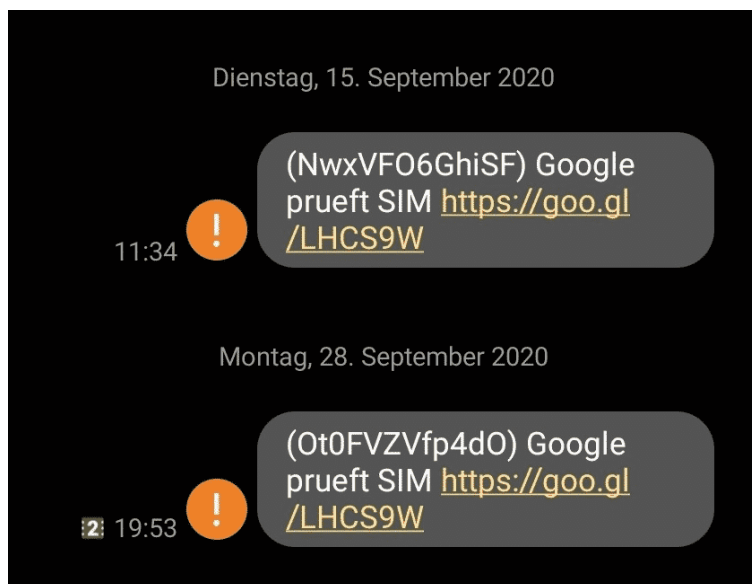 Dienstag, 15. September 2020
(NwxVFO6GhiSF) Google
prueft SIM https://goo.gl
/LHCS9W
!
11:34
Montag, 28. September 2020
(Ot0FVZVfp4dO) Google
prueft SIM https://goo.gl
/LHCS9W
!
2 19:53